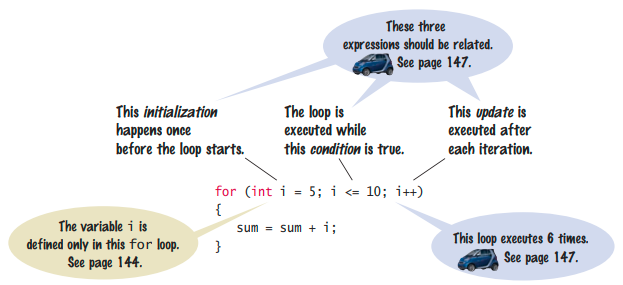 These three
expressions should be related.
See page 147.
This initialization
happens once
before the loop starts.
The loop is
executed while
this condition is true.
This update is
executed after
each iteration.
for (int i = 5; i <= 10; i++)
{
sum = sum + i;
}
The variable i is
defined only in this for loop.
See page 144.
This loop executes 6 times.
See page 147.